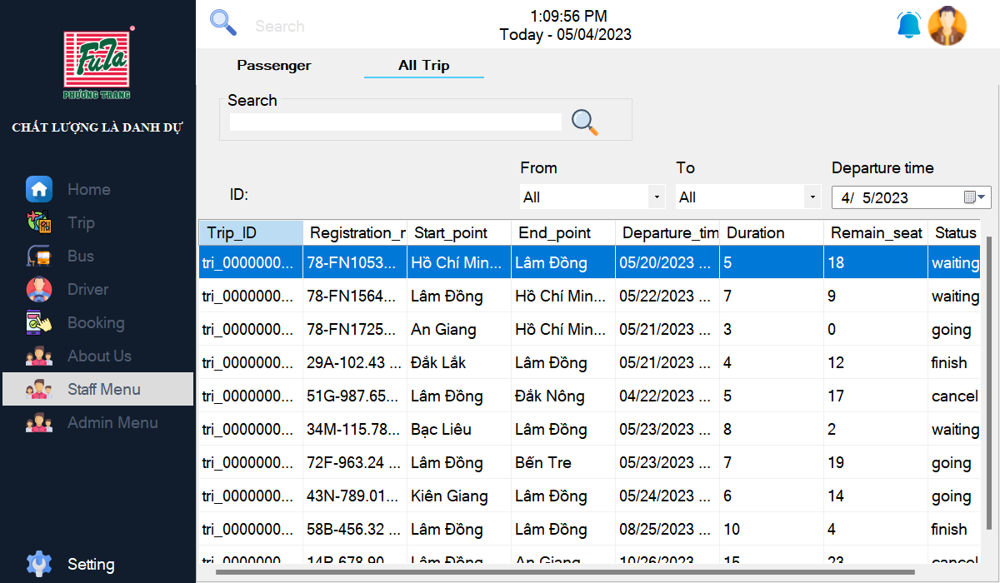 FuTa
PHƯƠNG TRANG
CHẤT LƯỢNG LÀ DANH DỰ
Home
Trip
Bus
Driver
Booking
About Us
Staff Menu
Admin Menu
Setting
Search
1:09:56 PM
Today - 05/04/2023
Passenger All Trip
Search
From To Departure time
ID: All All 4/ 5/2023
Trip_ID Registration_r Start_point End_point Departure_tim Duration Remain_seat Status
tri_0000000... 78-FN1053... Hồ Chí Min... Lâm Đồng 05/20/2023 ... 5 18 waiting
tri_0000000... 78-FN1564... Lâm Đồng Hồ Chí Min... 05/22/2023 ... 7 9 waiting
tri_0000000... 78-FN1725... An Giang Hồ Chí Min... 05/21/2023 ... 3 0 going
tri_0000000... 29A-102.43 ... Đắk Lắk Lâm Đồng 05/21/2023 ... 4 12 finish
tri_0000000... 51G-987.65... Lâm Đồng Đắk Nông 04/22/2023 ... 5 17 cancel
tri_0000000... 34M-115.78... Bạc Liêu Lâm Đồng 05/23/2023 ... 8 2 waiting
tri_0000000... 72F-963.24 ... Lâm Đồng Bến Tre 05/23/2023 ... 7 19 going
tri_0000000... 43N-789.01... Kiên Giang Lâm Đồng 05/24/2023 ... 6 14 going
tri_0000000... 58B-456.32 ... Lâm Đồng Lâm Đồng 08/25/2023 ... 10 4 finish
tri_0000000... Lâm Đồng An Giang 10/26/2023 ... 15 23 cancel